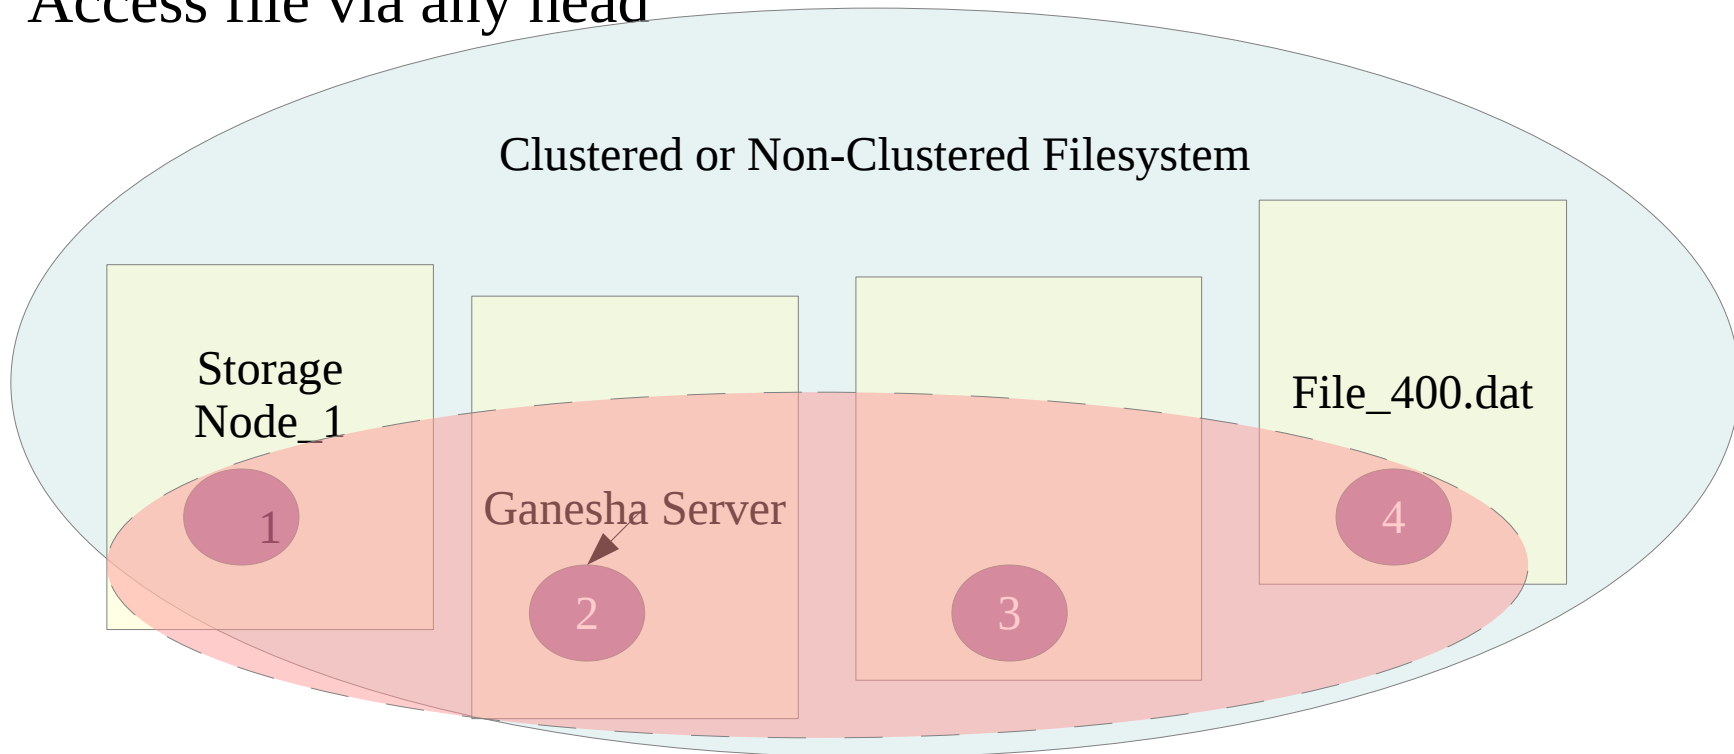 Access file via any head
Clustered or Non-Clustered Filesystem
Storage
Node_1
File_400.dat
Ganesha Server
1
2
3
4